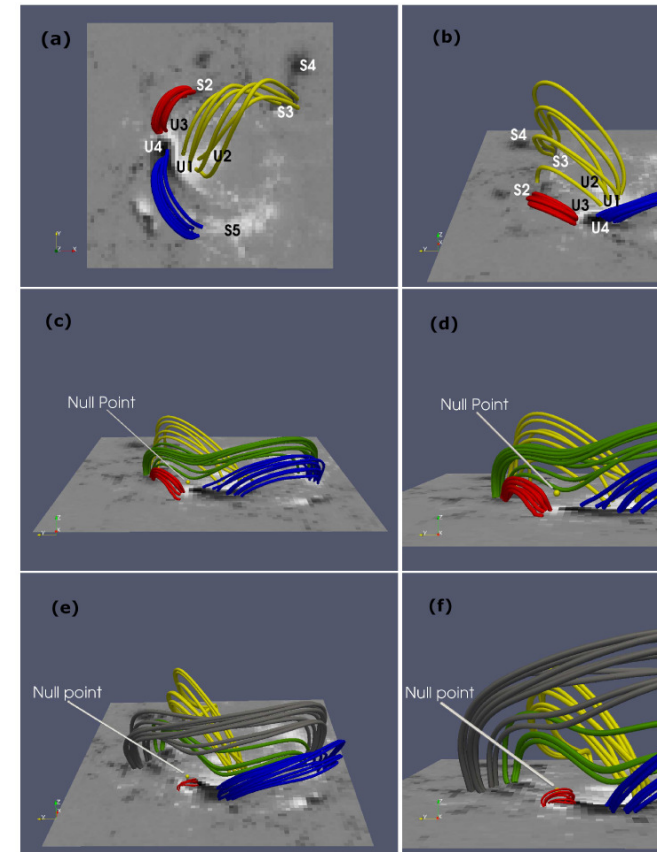 (a)
S4
S2
U3
S3
U4
U2
U1
S5
(b)
S4
S3
U2
S2
U1
U3
U4
(c)
Null Point
(d)
Null Point
(e)
Null point
(f)
Null point